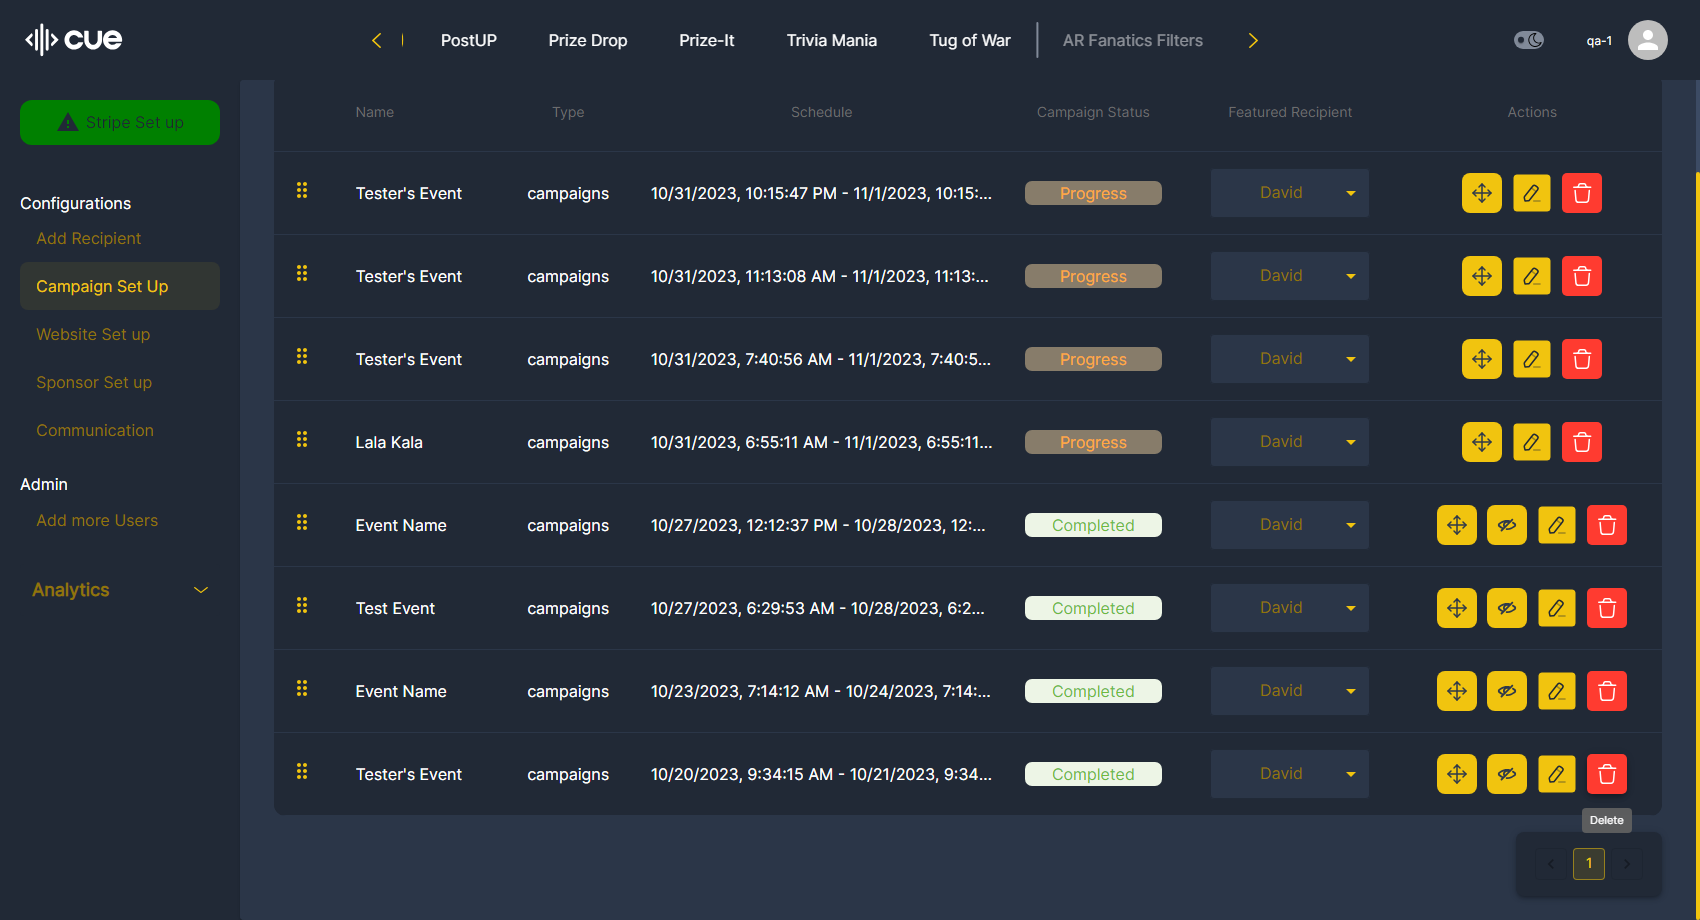 cue
PostUP Prize Drop Prize-It Trivia Mania Tug of War AR Fanatics Filters
qa-1
Stripe Set up
Configurations
Add Recipient
Campaign Set Up
Website Set up
Sponsor Set up
Communication
Admin
Add more Users
Analytics
Name Type Schedule Campaign Status Featured Recipient Actions
Tester's Event campaigns 10/31/2023, 10:15:47 PM - 11/1/2023, 10:15:... Progress David
Tester's Event campaigns 10/31/2023, 11:13:08 AM - 11/1/2023, 11:13:... Progress David
Tester's Event campaigns 10/31/2023, 7:40:56 AM - 11/1/2023, 7:40:5... Progress David
Lala Kala campaigns 10/31/2023, 6:55:11 AM - 11/1/2023, 6:55:11... Progress David
Event Name campaigns 10/27/2023, 12:12:37 PM - 10/28/2023, 12:... Completed David
Test Event campaigns 10/27/2023, 6:29:53 AM - 10/28/2023, 6:2... Completed David
Event Name campaigns 10/23/2023, 7:14:12 AM - 10/24/2023, 7:14:... Completed David
Tester's Event campaigns 10/20/2023, 9:34:15 AM - 10/21/2023, 9:34... Completed David
Delete
1